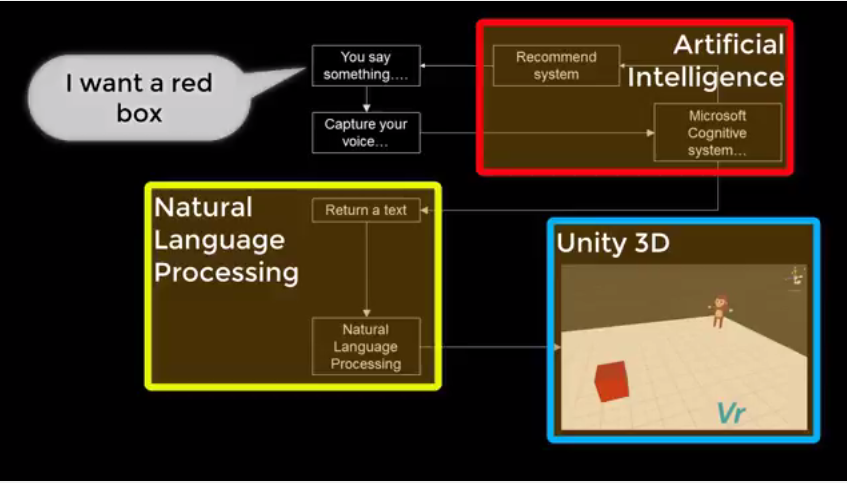 I want a red
box
You say
something....
Capture your
voice...
Recommend
system
Artificial
Intelligence
Microsoft
Cognitive
system...
Natural
Language
Processing
Return a text
Natural
Language
Processing
Unity 3D
Vr